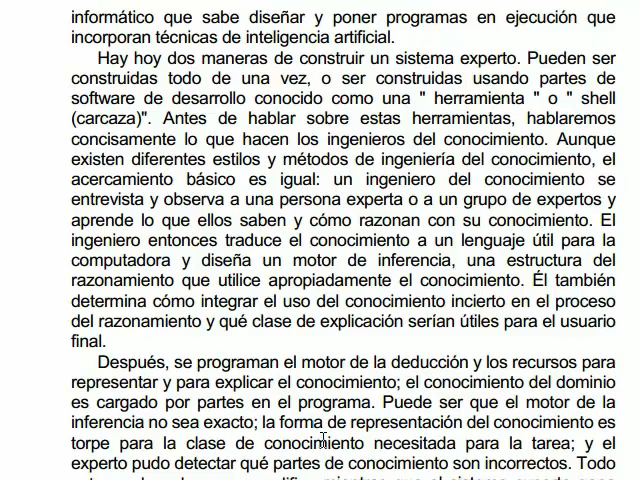 informático que sabe diseñar y poner programas en ejecución que
incorporan técnicas de inteligencia artificial.
Hay hoy dos maneras de construir un sistema experto. Pueden ser
construidas todo de una vez, o ser construidas usando partes de
software de desarrollo conocido como una " herramienta " o " shell
(carcaza)". Antes de hablar sobre estas herramientas, hablaremos
concisamente lo que hacen los ingenieros del conocimiento. Aunque
existen diferentes estilos y métodos de ingeniería del conocimiento, el
acercamiento básico es igual: un ingeniero del conocimiento se
entrevista y observa a una persona experta o a un grupo de expertos y
aprende lo que ellos saben y cómo razonan con su conocimiento. El
ingeniero entonces traduce el conocimiento a un lenguaje útil para la
computadora y diseña un motor de inferencia, una estructura del
razonamiento que utilice apropiadamente el conocimiento. Él también
determina cómo integrar el uso del conocimiento incierto en el proceso
del razonamiento y qué clase de explicación serían útiles para el usuario
final.
Después, se programan el motor de la deducción y los recursos para
representar y para explicar el conocimiento; el conocimiento del dominio
es cargado por partes en el programa. Puede ser que el motor de la
inferencia no sea exacto; la forma de representación del conocimiento es
torpe para la clase de conocimiento necesitada para la tarea; y el
experto pudo detectar qué partes de conocimiento son incorrectos. Todo